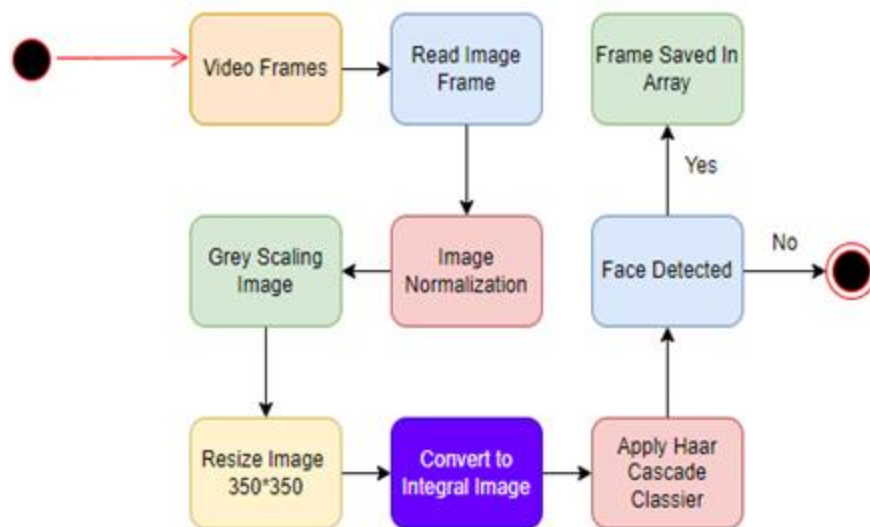 Video Frames
Read Image
Frame
Frame Saved In
Array
Yes
Grey Scaling
Image
Image
Normalization
Face Detected
No
Resize Image
350*350
Convert to
Integral Image
Apply Haar
Cascade
Classier